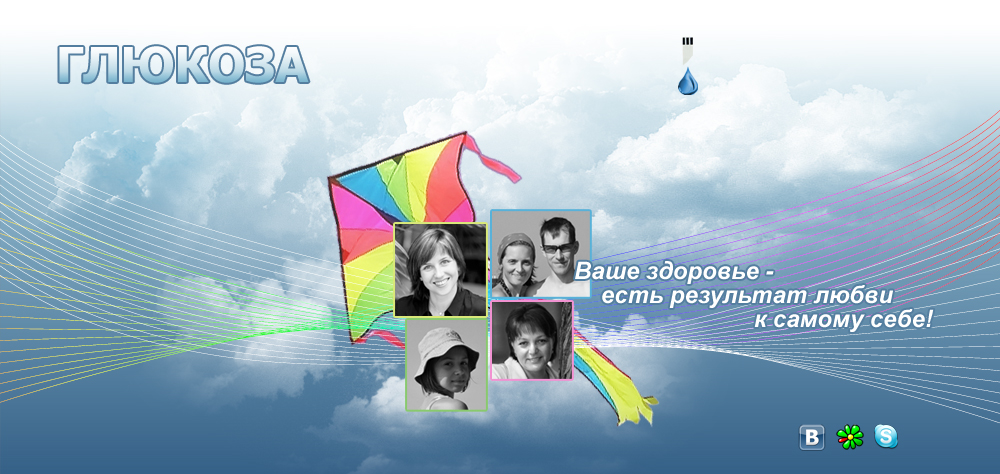 ГЛЮКОЗА
Ваше здоровье -
есть результат любви
к самому себе!
В
S